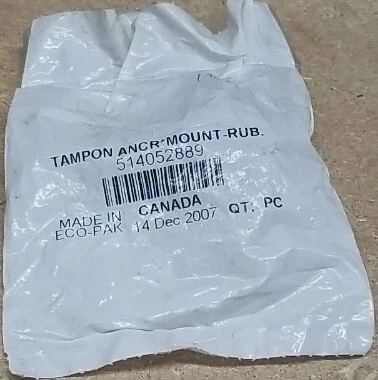 TAMPON ANCR MOUNT-RUB.
514052889
MADE IN CANADA
ECO-PAK 14 Dec 2007 QT. PC